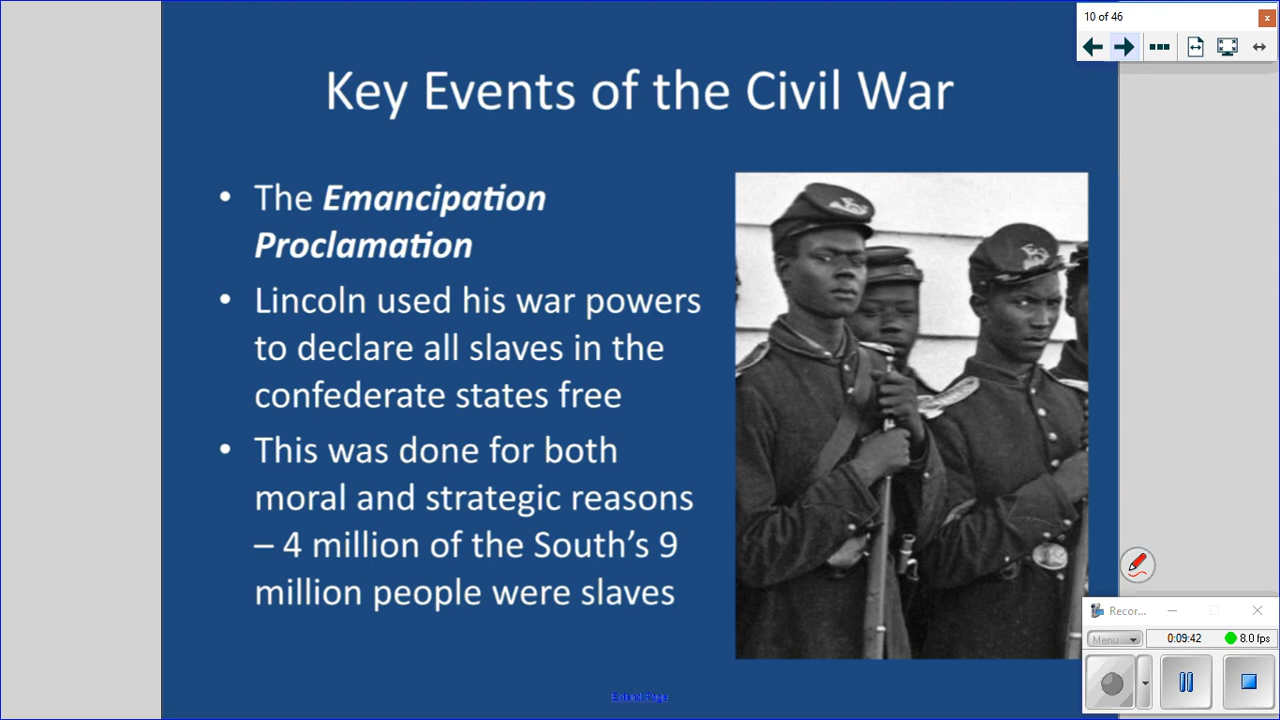 10 of 46
x
Key Events of the Civil War
• The Emancipation
Proclamation
• Lincoln used his war powers
to declare all slaves in the
confederate states free
• This was done for both
moral and strategic reasons
– 4 million of the South’s 9
million people were slaves
Extend Page
Recor...
Menu
0:09:42
8.0 fps